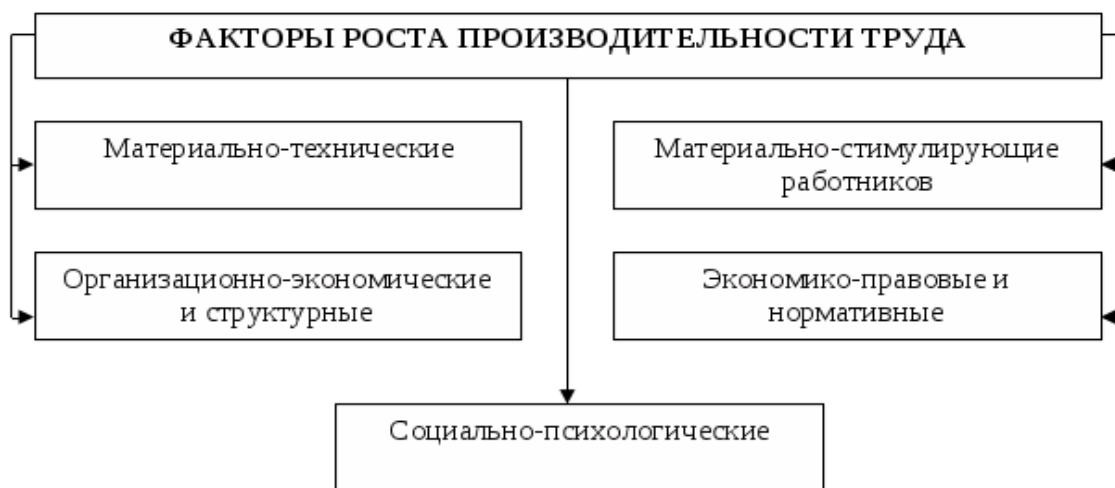 ФАКТОРЫ РОСТА ПРОИЗВОДИТЕЛЬНОСТИ ТРУДА
Материально-технические
Материально-стимулирующие
работников
Организационно-экономические
и структурные
Экономико-правовые и
нормативные
Социально-психологические